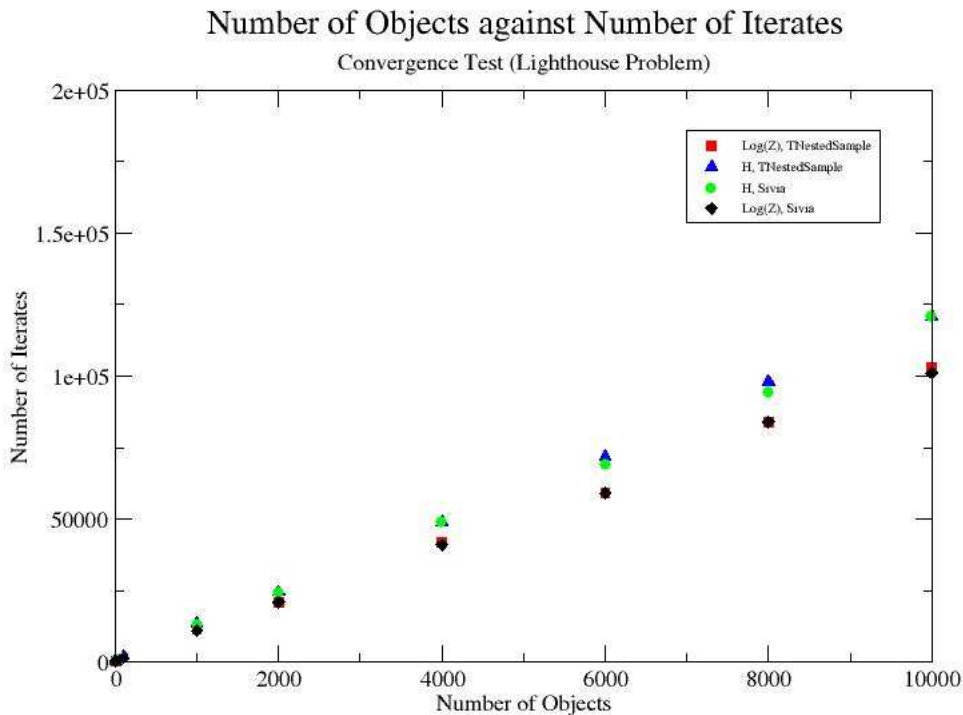 Number of Objects against Number of Iterates
Convergence Test (Lighthouse Problem)
2e+05
1.5e+05
1e+05
50000
0
Number of Iterates
Log(Z), TNestedSample
H, TNestedSample
H, Sivia
Log(Z), Sivia
0 2000 4000 6000 8000 10000
Number of Objects